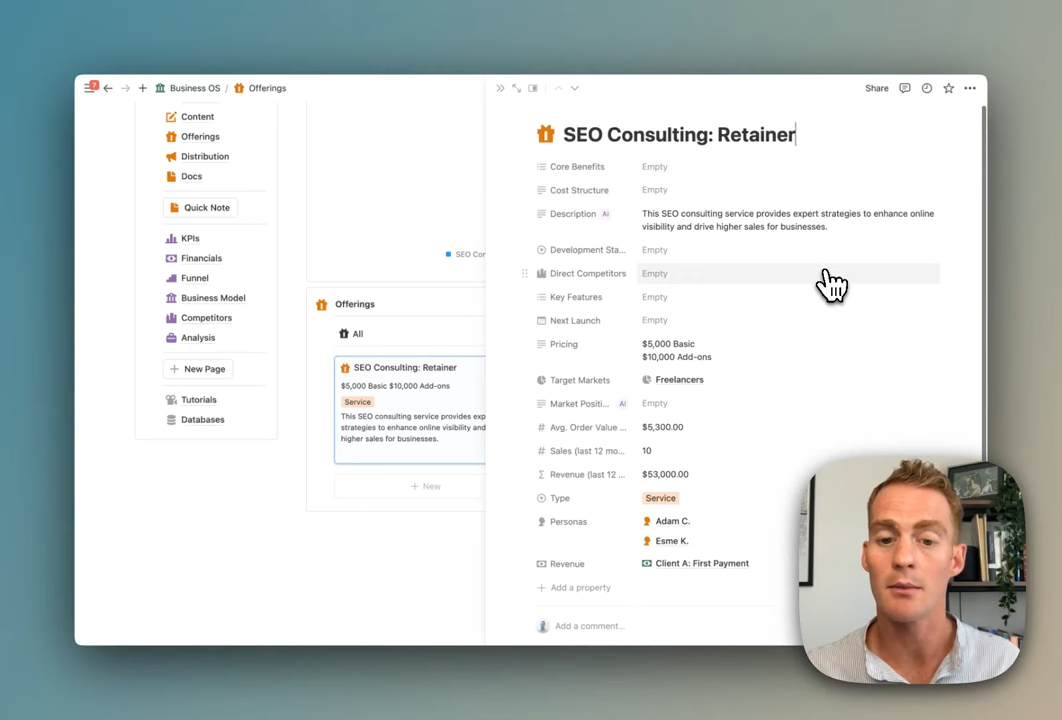 7
Business OS / Offerings
Share
Content
Offerings
Distribution
Docs
Quick Note
KPIs
Financials
Funnel
Business Model
Competitors
Analysis
+ New Page
Tutorials
Databases
SEO Con
Offerings
All
SEO Consulting: Retainer
$5,000 Basic $10,000 Add-ons
Service
This SEO consulting service provides exp
strategies to enhance online visibility and
higher sales for businesses.
+ New
SEO Consulting: Retainer
Core Benefits Empty
Cost Structure Empty
Description AI This SEO consulting service provides expert strategies to enhance online
visibility and drive higher sales for businesses.
Development Sta... Empty
Direct Competitors Empty
Key Features Empty
Next Launch Empty
Pricing $5,000 Basic
$10,000 Add-ons
Target Markets Freelancers
Market Positi... AI Empty
# Avg. Order Value ... $5,300.00
# Sales (last 12 mo... 10
Σ Revenue (last 12 ... $53,000.00
Type Service
Personas Adam C.
Esme K.
Revenue Client A: First Payment
+ Add a property
Add a comment...